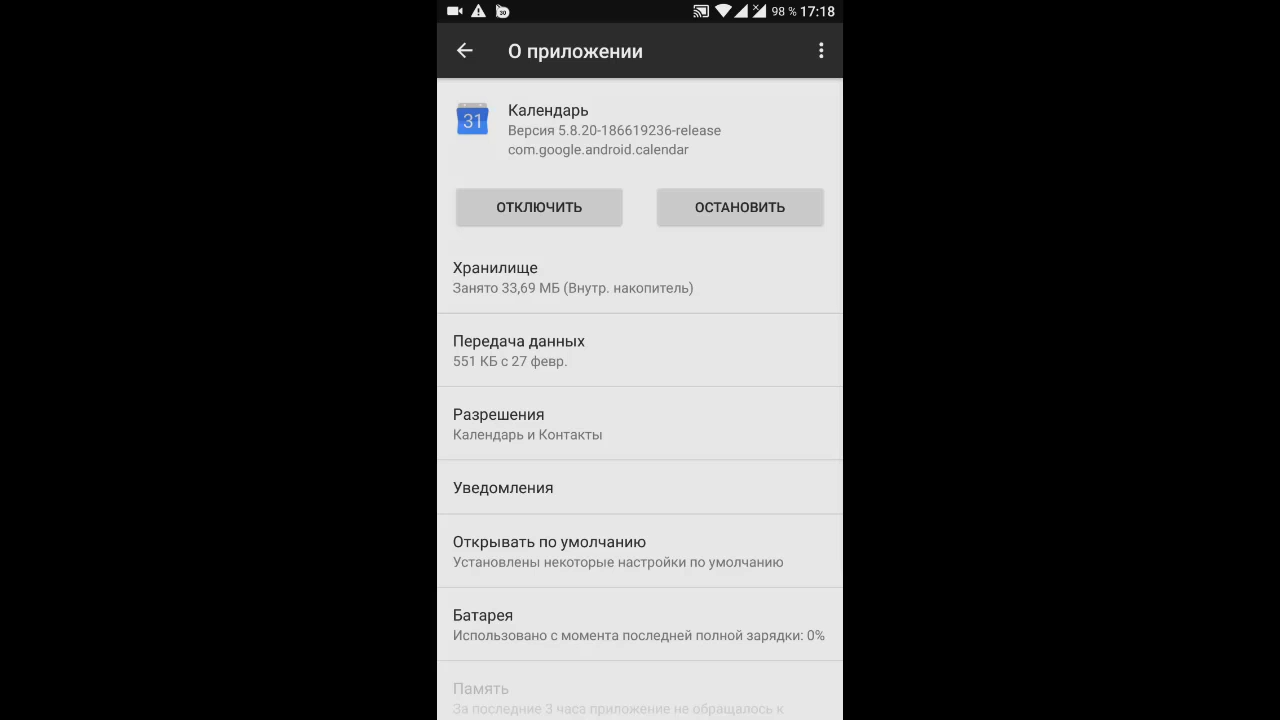 98 % 17:18
О приложении
31
Календарь
Версия 5.8.20-186619236-release
com.google.android.calendar
ОТКЛЮЧИТЬ ОСТАНОВИТЬ
Хранилище
Занято 33,69 МБ (Внутр. накопитель)
Передача данных
551 КБ с 27 февр.
Разрешения
Календарь и Контакты
Уведомления
Открывать по умолчанию
Установлены некоторые настройки по умолчанию
Батарея
Использовано с момента последней полной зарядки: 0%
Память
За последние 3 часа приложение не обращалось к